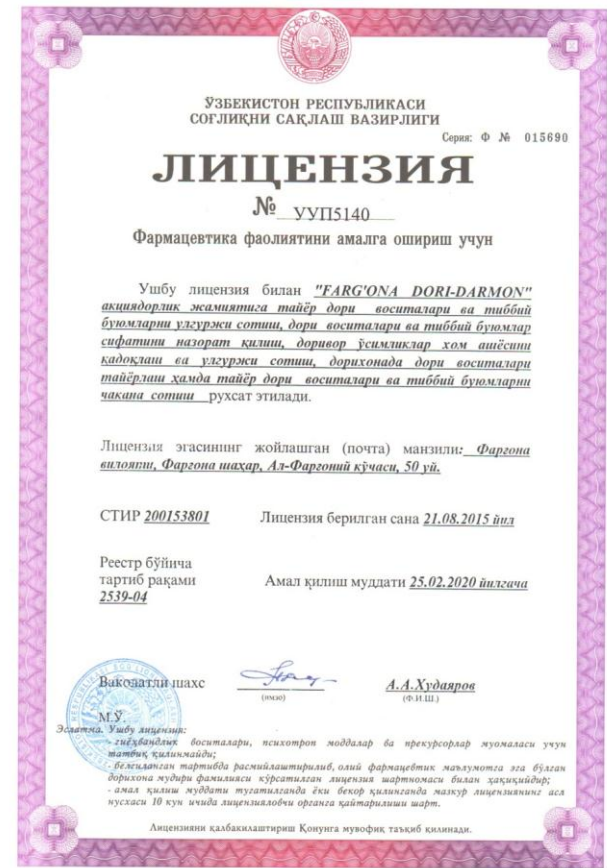 ЎЗБЕКИСТОН РЕСПУБЛИКАСИ
СОҒЛИҚНИ САҚЛАШ ВАЗИРЛИГИ
Серия: Ф № 015690
ЛИЦЕНЗИЯ
№ УУП5140
Фармацевтика фаолиятини амалга ошириш учун
Ушбу лицензия билан "FARG'ONA DORI-DARMON"
акциядорлик жамиятига тайёр дори воситалари ва тиббий
буюмларни улгуржи сотиш, дори воситалари ва тиббий буюмлар
сифатини назорат қилиш, доривор ўсимликлар хом ашёсини
қадоқлаш ва улгуржи сотиш, дорихонада дори воситалари
тайёрлаш ҳамда тайёр дори воситалари ва тиббий буюмларни
чакана сотиш рухсат этилади.
Лицензия эгасининг жойлашган (почта) манзили: Фарғона
вилояти, Фарғона шаҳар, Ал-Фарғоний кўчаси, 50 уй.
СТИР 200153801 Лицензия берилган сана 21.08.2015 йил
Реестр бўйича
тартиб рақами Амал қилиш муддати 25.02.2020 йилгача
2539-04
Ваколатли шахс А.А.Худаяров
(имзо) (Ф.И.Ш.)
М.Ў.
Эслатма. Ушбу лицензия:
- гиёҳвандлик воситалари, психотроп моддалар ва прекурсорлар муомаласи учун
татбиқ қилинмайди;
- белгиланган тартибда расмийлаштирилиб, олий фармацевтик маълумотга эга бўлган
дорихона мудири фамилияси кўрсатилган лицензия шартномаси билан ҳақиқийдир;
- амал қилиш муддати тугатилганда ёки бекор қилинганда мазкур лицензиянинг асл
нусхаси 10 кун ичида лицензияловчи органга қайтарилиши шарт.
Лицензияни қалбакилаштириш Қонунга мувофиқ таъқиб қилинади.